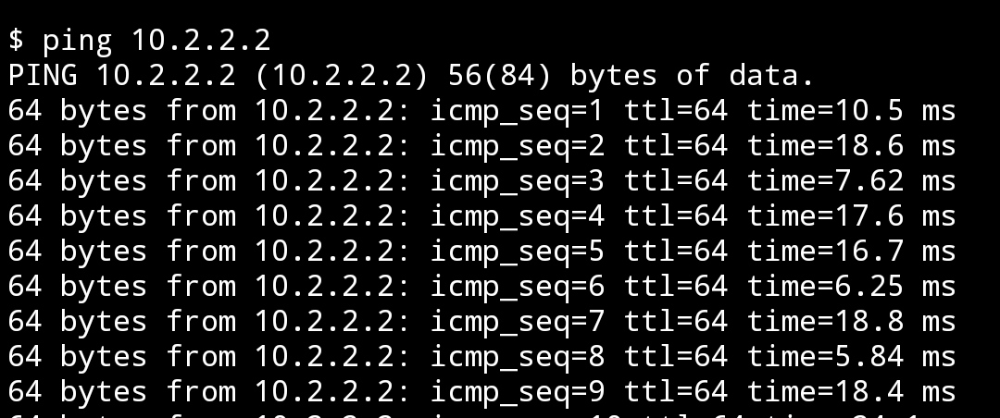 $ ping 10.2.2.2
PING 10.2.2.2 (10.2.2.2) 56(84) bytes of data.
64 bytes from 10.2.2.2: icmp_seq=1 ttl=64 time=10.5 ms
64 bytes from 10.2.2.2: icmp_seq=2 ttl=64 time=18.6 ms
64 bytes from 10.2.2.2: icmp_seq=3 ttl=64 time=7.62 ms
64 bytes from 10.2.2.2: icmp_seq=4 ttl=64 time=17.6 ms
64 bytes from 10.2.2.2: icmp_seq=5 ttl=64 time=16.7 ms
64 bytes from 10.2.2.2: icmp_seq=6 ttl=64 time=6.25 ms
64 bytes from 10.2.2.2: icmp_seq=7 ttl=64 time=18.8 ms
64 bytes from 10.2.2.2: icmp_seq=8 ttl=64 time=5.84 ms
64 bytes from 10.2.2.2: icmp_seq=9 ttl=64 time=18.4 ms